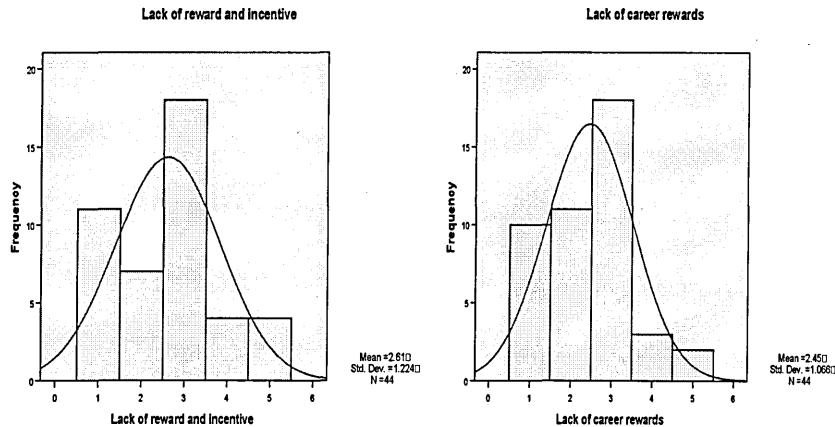 Lack of reward and incentive
20
15
10
5
0
Frequency
0 1 2 3 4 5 6
Lack of reward and incentive
Mean =2.61□
Std. Dev. =1.224□
N =44
Lack of career rewards
20
15
10
5
0
Frequency
0 1 2 3 4 5 6
Lack of career rewards
Mean =2.45□
Std. Dev. =1.066□
N =44